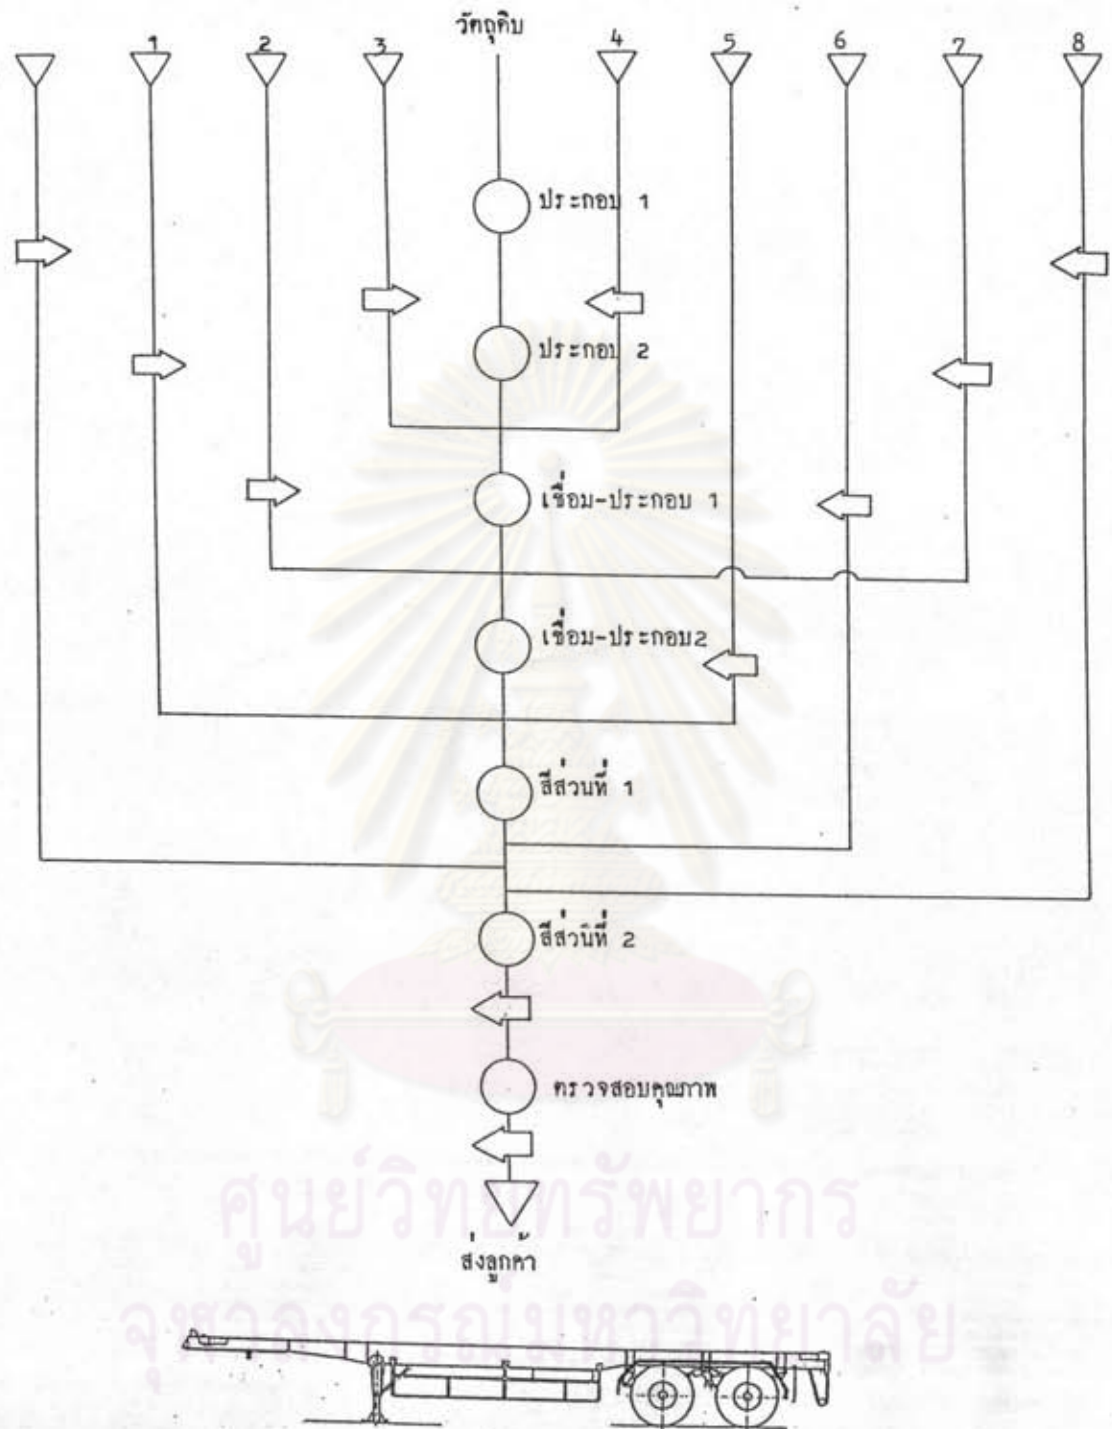 วัตถุดิบ
1 2 3 4 5 6 7 8
ประกอบ 1
ประกอบ 2
เชื่อม-ประกอบ 1
เชื่อม-ประกอบ2
สีส่วนที่ 1
สีส่วนที่ 2
ตรวจสอบคุณภาพ
ส่งลูกค้า
ศูนย์วิทยทรัพยากร
จุฬาลงกรณ์มหาวิทยาลัย